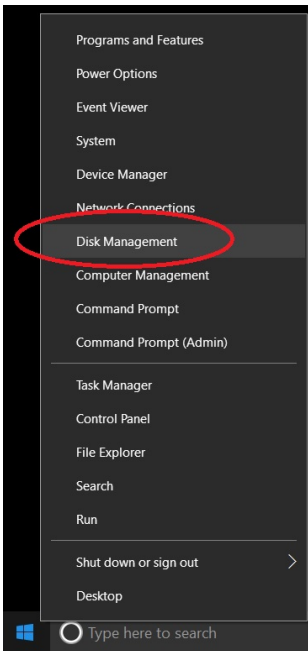 Programs and Features
Power Options
Event Viewer
System
Device Manager
Network Connections
Disk Management
Computer Management
Command Prompt
Command Prompt (Admin)
Task Manager
Control Panel
File Explorer
Search
Run
Shut down or sign out
Desktop
Type here to search